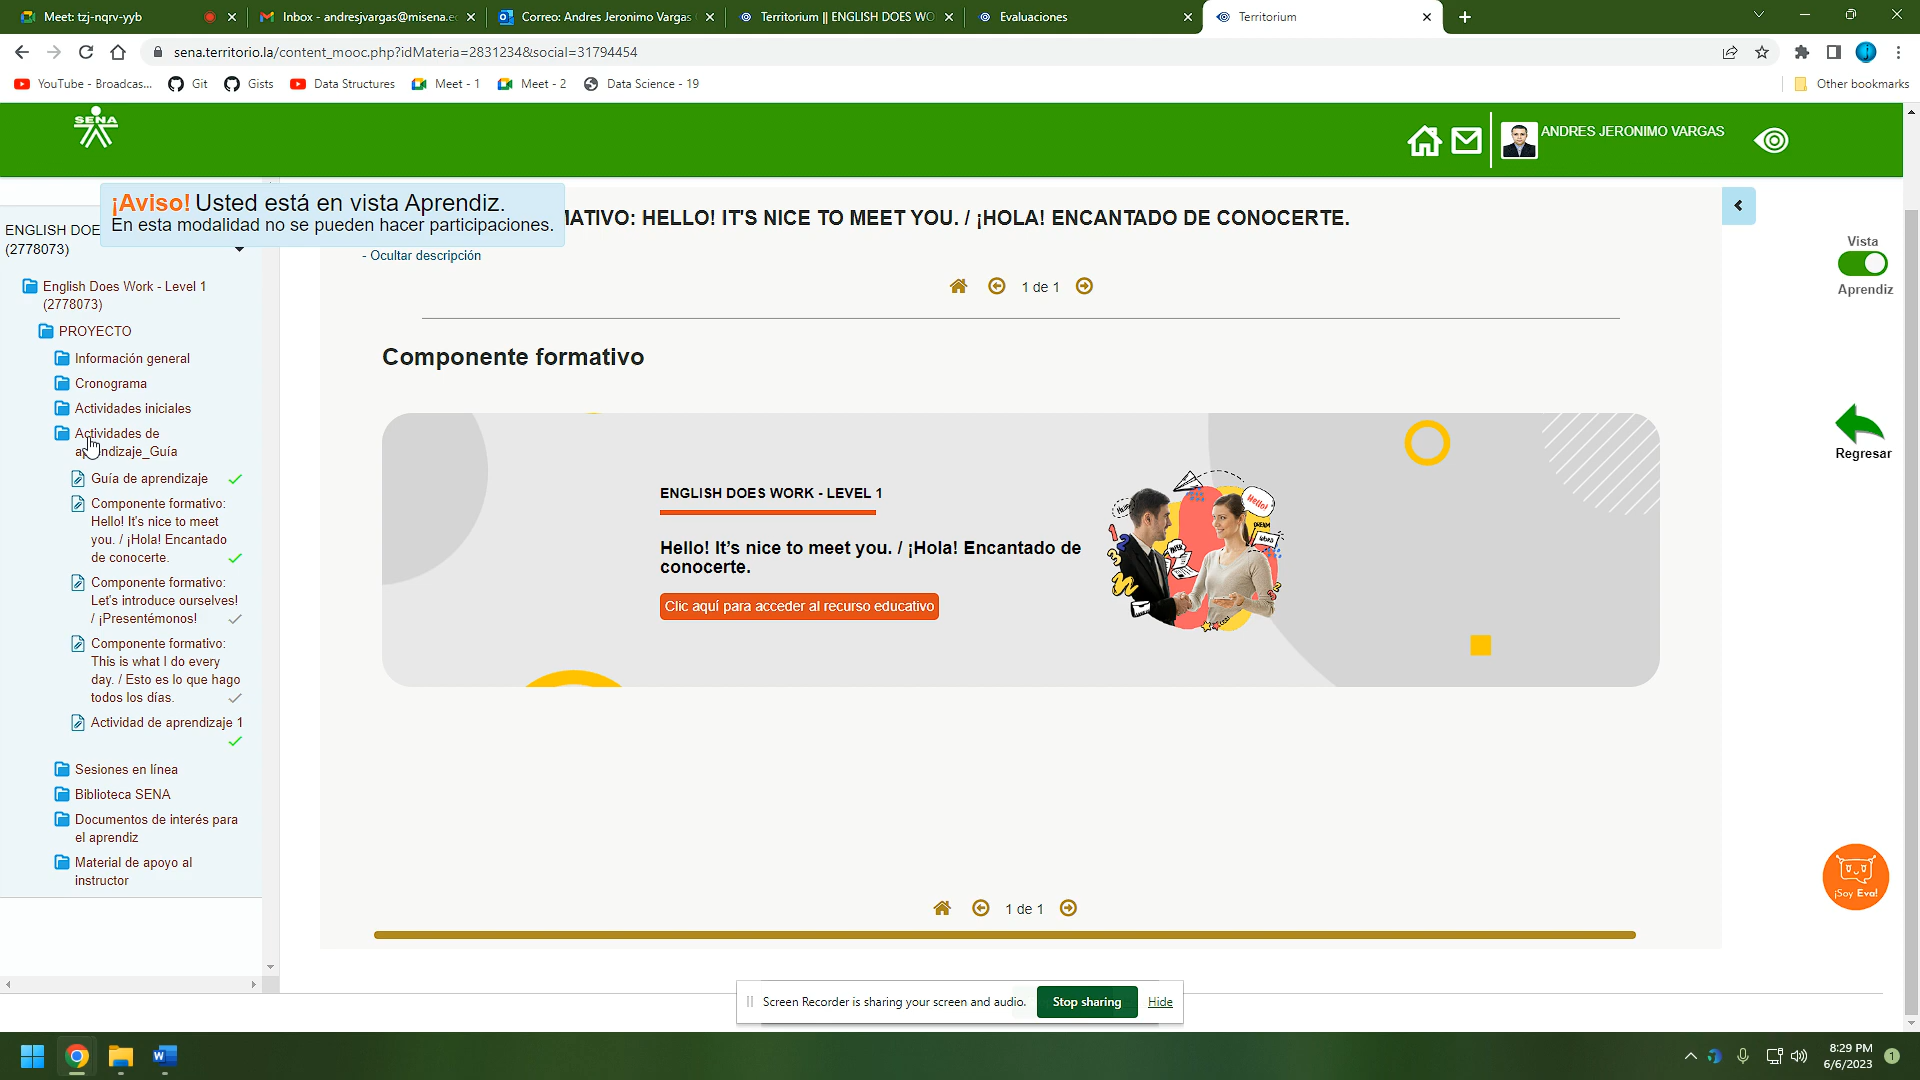 Meet: tzj-nqrv-yyb
Inbox - andresjvargas@misena.e
Correo: Andres Jeronimo Vargas
Territorium || ENGLISH DOES WO
Evaluaciones
Territorium
sena.territorio.la/content_mooc.php?idMateria=2831234&social=31794454
YouTube - Broadcas...
Git
Gists
Data Structures
Meet - 1
Meet - 2
Data Science - 19
Other bookmarks
SENA
ANDRES JERONIMO VARGAS
¡Aviso! Usted está en vista Aprendiz.
En esta modalidad no se pueden hacer participaciones.
MATIVO: HELLO! IT'S NICE TO MEET YOU. / ¡HOLA! ENCANTADO DE CONOCERTE.
- Ocultar descripción
1 de 1
Vista
Aprendiz
Regresar
ENGLISH DOE
(2778073)
English Does Work - Level 1
(2778073)
PROYECTO
Información general
Cronograma
Actividades iniciales
Actividades de
aprendizaje_Guía
Guía de aprendizaje
Componente formativo:
Hello! It's nice to meet
you. / ¡Hola! Encantado
de conocerte.
Componente formativo:
Let's introduce ourselves!
/ ¡Presentémonos!
Componente formativo:
This is what I do every
day. / Esto es lo que hago
todos los días.
Actividad de aprendizaje 1
Sesiones en línea
Biblioteca SENA
Documentos de interés para
el aprendiz
Material de apoyo al
instructor
Componente formativo
ENGLISH DOES WORK - LEVEL 1
Hello! It's nice to meet you. / ¡Hola! Encantado de
conocerte.
Clic aquí para acceder al recurso educativo
Hello!
1 de 1
¡Soy Eva!
Screen Recorder is sharing your screen and audio.
Stop sharing
Hide
8:29 PM
6/6/2023
1